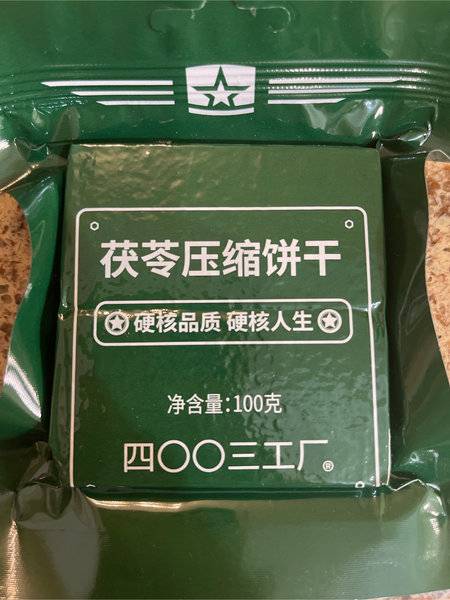 茯苓压缩饼干
硬核品质 硬核人生
净含量:100克
四〇〇三工厂®